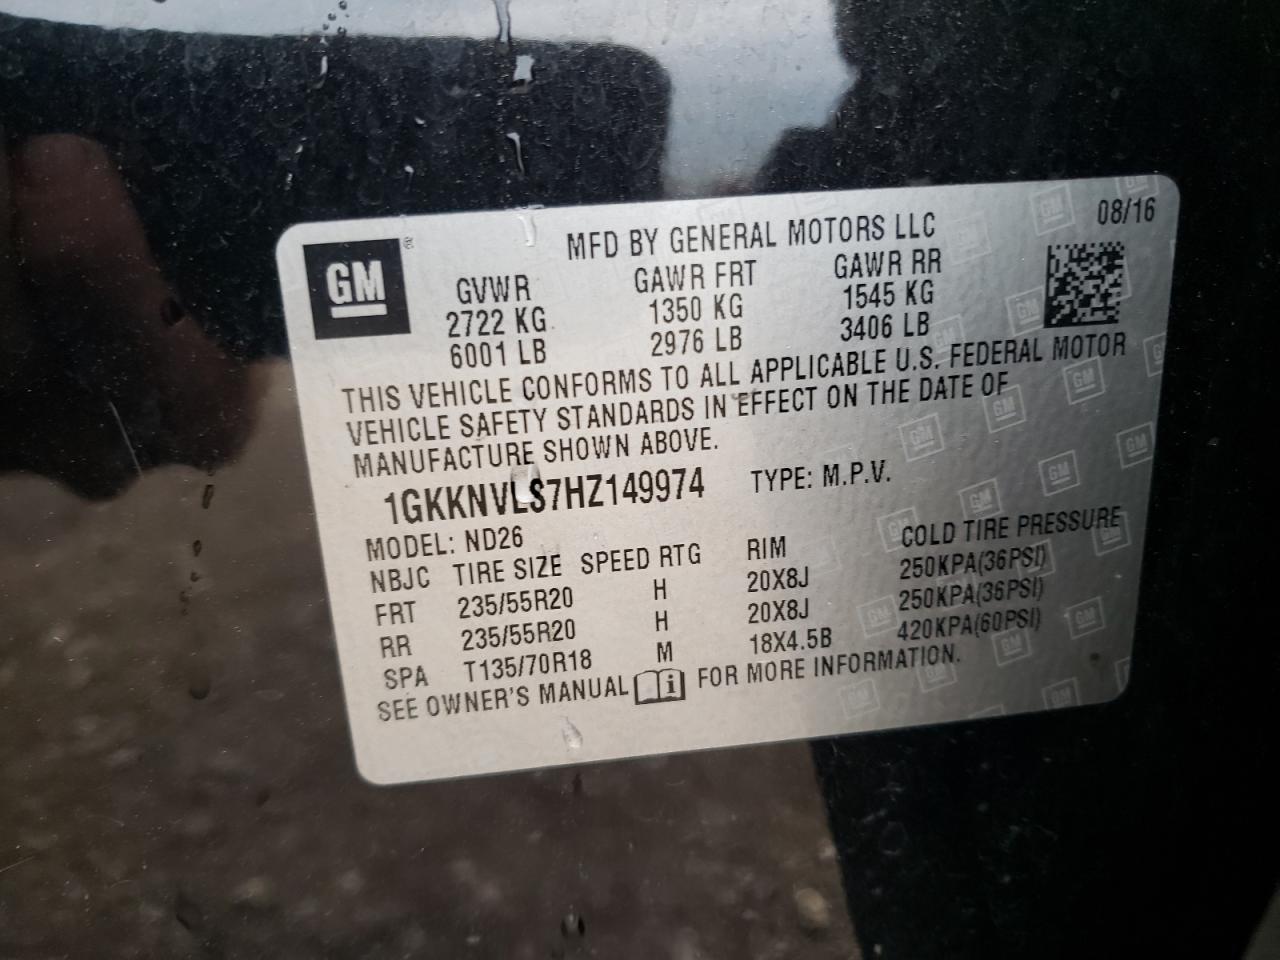 GM®
MFD BY GENERAL MOTORS LLC 08/16
GVWR GAWR FRT GAWR RR
2722 KG 1350 KG 1545 KG
6001 LB 2976 LB 3406 LB
THIS VEHICLE CONFORMS TO ALL APPLICABLE U.S. FEDERAL MOTOR
VEHICLE SAFETY STANDARDS IN EFFECT ON THE DATE OF
MANUFACTURE SHOWN ABOVE.
1GKKNVLS7HZ149974 TYPE: M.P.V.
MODEL: ND26
NBJC TIRE SIZE SPEED RTG RIM COLD TIRE PRESSURE
FRT 235/55R20 H 20X8J 250KPA(36PSI)
RR 235/55R20 H 20X8J 250KPA(36PSI)
SPA T135/70R18 M 18X4.5B 420KPA(60PSI)
SEE OWNER'S MANUAL i FOR MORE INFORMATION.